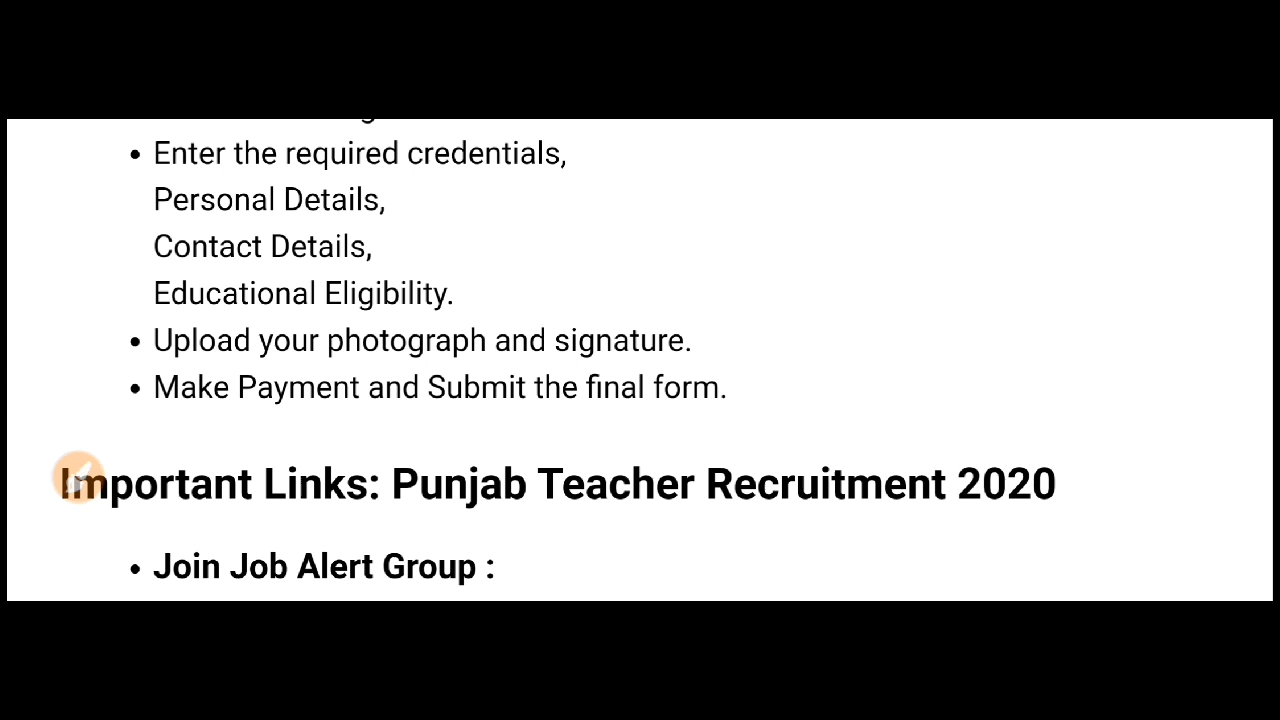 Enter the required credentials,
Personal Details,
Contact Details,
Educational Eligibility.
Upload your photograph and signature.
Make Payment and Submit the final form.
Important Links: Punjab Teacher Recruitment 2020
Join Job Alert Group :